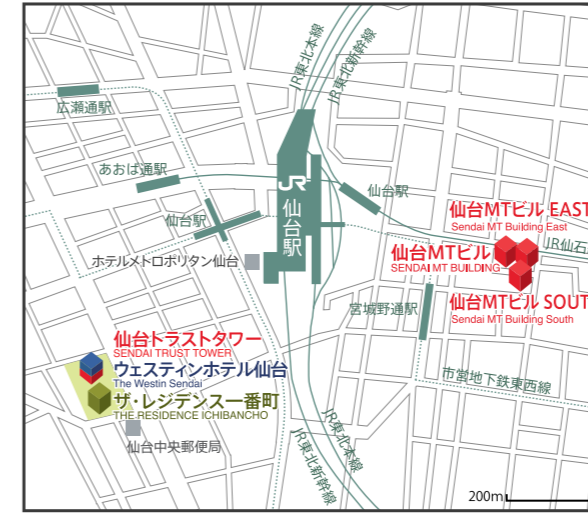 JR東北本線
JR東北新幹線
広瀬通駅
あおば通駅
JR
仙台駅
仙台駅
仙台駅
ホテルメトロポリタン仙台
仙台MTビル EAST
Sendai MT Building East
JR仙石
仙台MTビル
SENDAI MT BUILDING
仙台MTビル SOUT
Sendai MT Building South
宮城野通駅
仙台トラストタワー
SENDAI TRUST TOWER
ウェスティンホテル仙台
The Westin Sendai
ザ・レジデンス一番町
THE RESIDENCE ICHIBANCHO
市営地下鉄東西線
仙台中央郵便局
JR東北本線
JR東北新幹線
200m